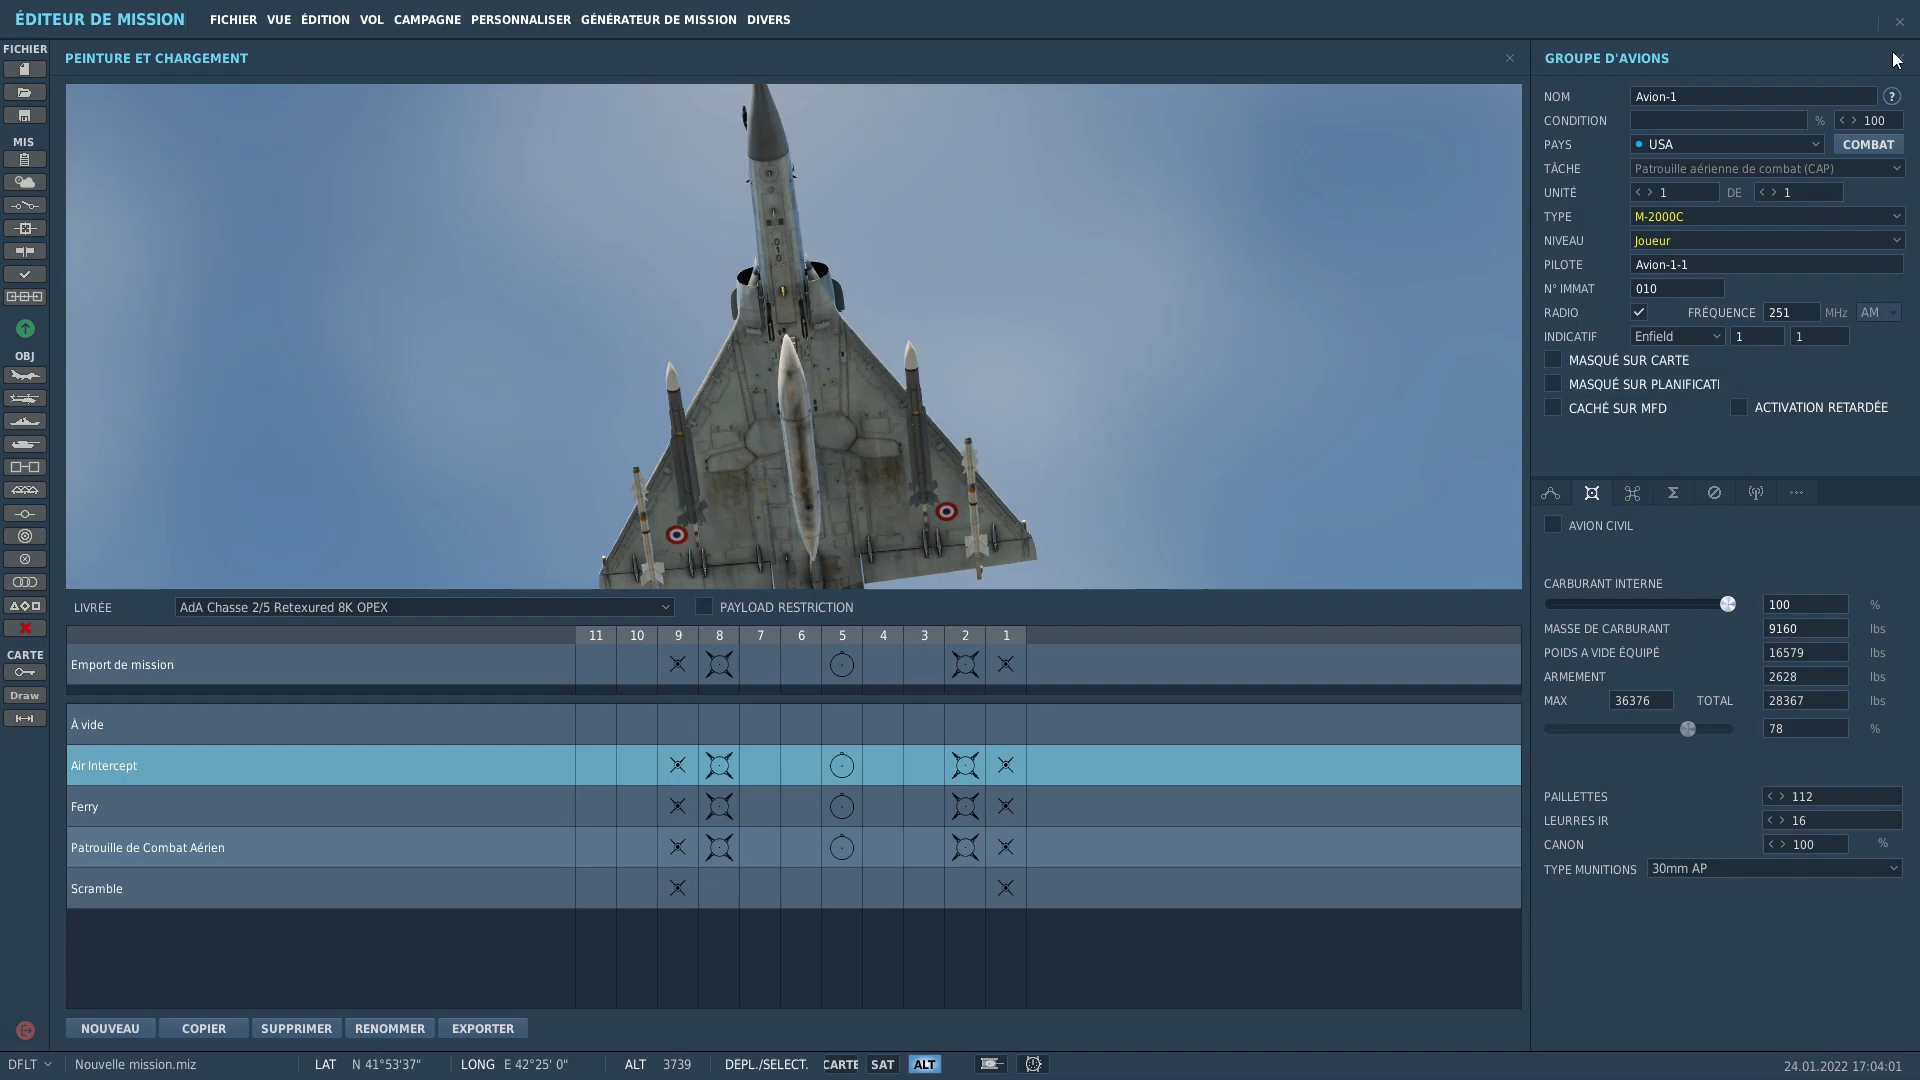 ÉDITEUR DE MISSION FICHIER VUE ÉDITION VOL CAMPAGNE PERSONNALISER GÉNÉRATEUR DE MISSION DIVERS
FICHIER
MIS
OBJ
CARTE
Draw
PEINTURE ET CHARGEMENT
LIVRÉE AdA Chasse 2/5 Retexured 8K OPEX PAYLOAD RESTRICTION
11 10 9 8 7 6 5 4 3 2 1
Emport de mission
À vide
Air Intercept
Ferry
Patrouille de Combat Aérien
Scramble
NOUVEAU COPIER SUPPRIMER RENOMMER EXPORTER
GROUPE D'AVIONS
NOM Avion-1 ?
CONDITION % < > 100
PAYS USA COMBAT
TÂCHE Patrouille aérienne de combat (CAP)
UNITÉ < > 1 DE < > 1
TYPE M-2000C
NIVEAU Joueur
PILOTE Avion-1-1
N° IMMAT 010
RADIO FRÉQUENCE 251 MHz AM
INDICATIF Enfield 1 1
MASQUÉ SUR CARTE
MASQUÉ SUR PLANIFICATI
CACHÉ SUR MFD ACTIVATION RETARDÉE
AVION CIVIL
CARBURANT INTERNE
100 %
MASSE DE CARBURANT 9160 lbs
POIDS A VIDE ÉQUIPÉ 16579 lbs
ARMEMENT 2628 lbs
MAX 36376 TOTAL 28367 lbs
78 %
PAILLETTES < > 112
LEURRES IR < > 16
CANON < > 100 %
TYPE MUNITIONS 30mm AP
DFLT Nouvelle mission.miz LAT N 41°53'37" LONG E 42°25' 0" ALT 3739 DEPL./SELECT. CARTE SAT ALT 24.01.2022 17:04:01